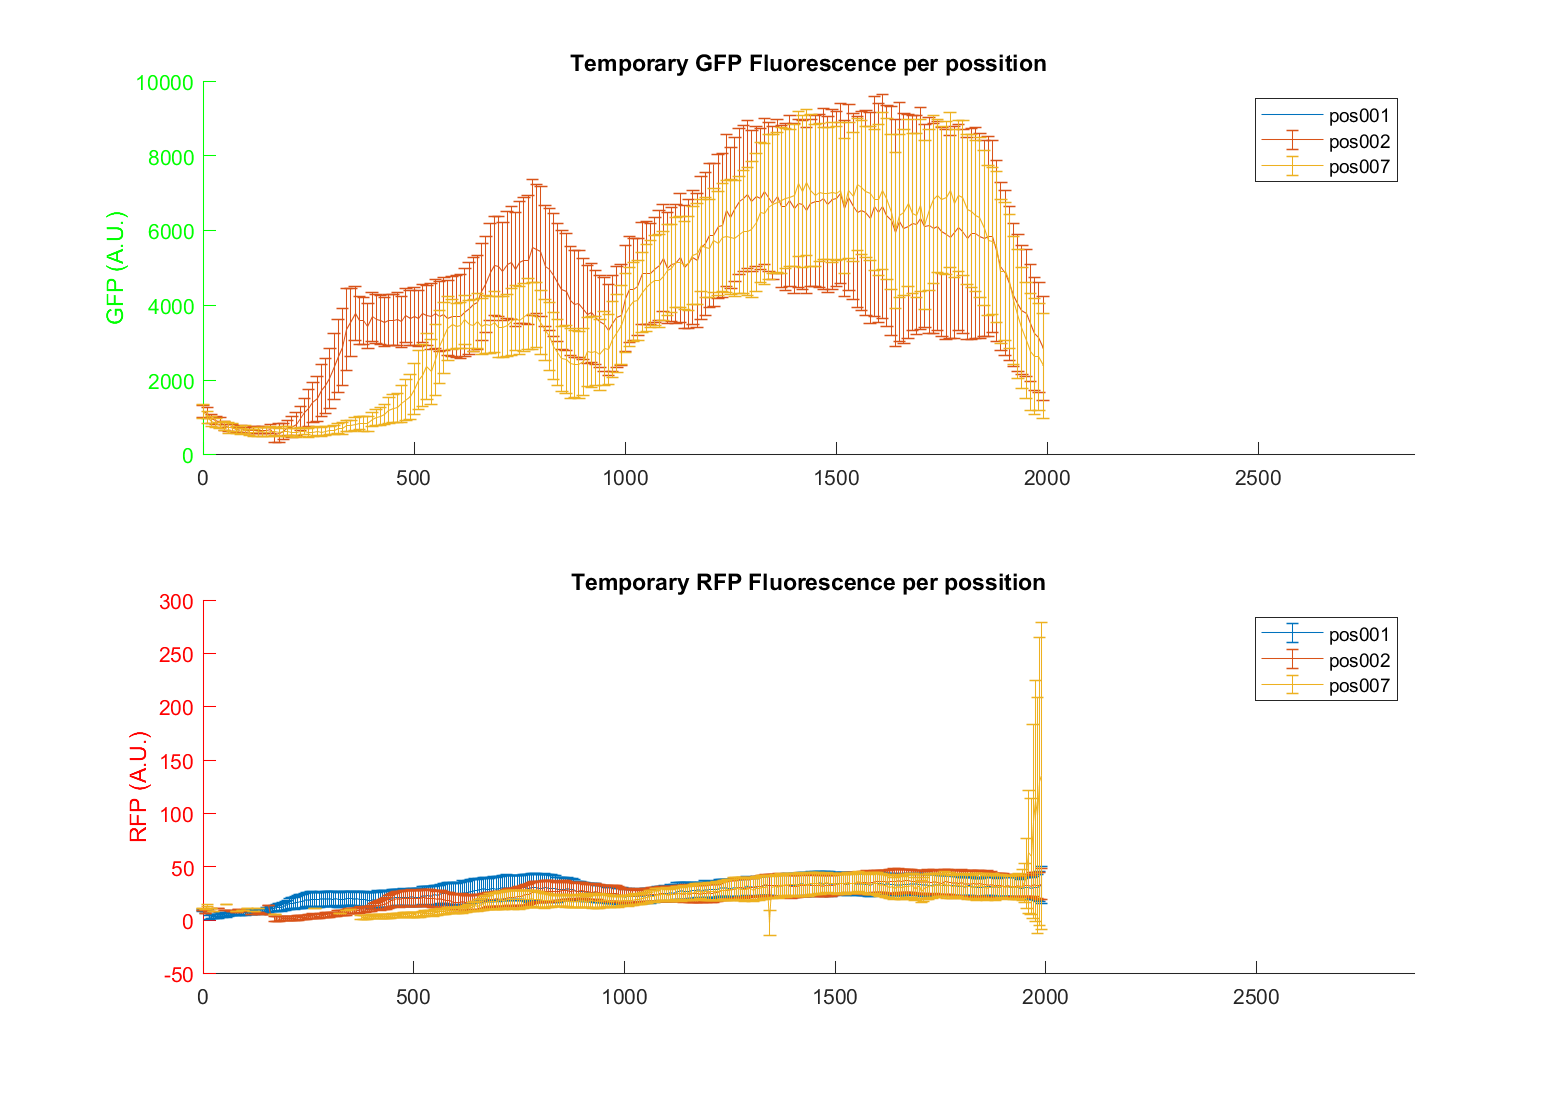 Temporary GFP Fluorescence per possition
10000
8000
6000
4000
2000
0
GFP (A.U.)
0 500 1000 1500 2000 2500
pos001
pos002
pos007
Temporary RFP Fluorescence per possition
300
250
200
150
100
50
0
-50
RFP (A.U.)
0 500 1000 1500 2000 2500
pos001
pos002
pos007